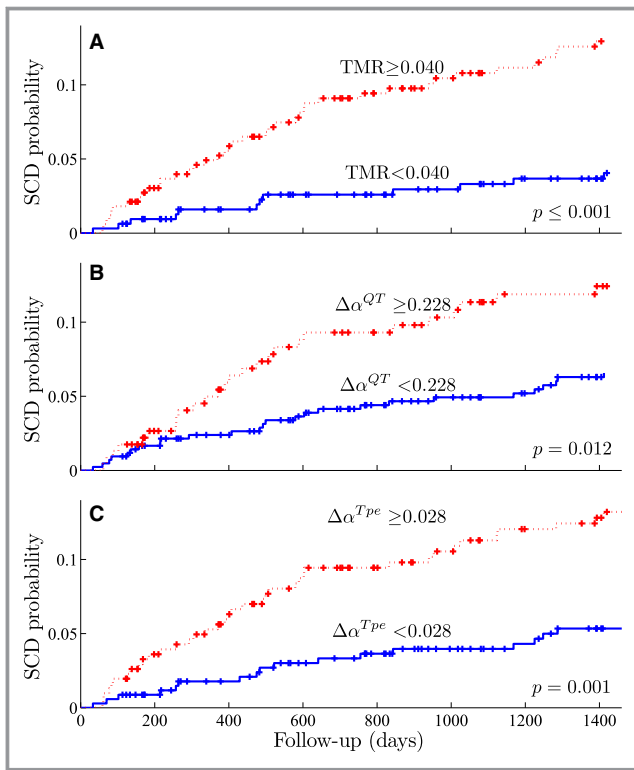 A
SCD probability
0.1
0.05
0
TMR≥0.040
TMR<0.040
p ≤ 0.001
B
SCD probability
0.1
0.05
0
Δα^{QT} ≥0.228
Δα^{QT} <0.228
p = 0.012
C
SCD probability
0.1
0.05
0
Δα^{Tpe} ≥0.028
Δα^{Tpe} <0.028
p = 0.001
0 200 400 600 800 1000 1200 1400
Follow-up (days)